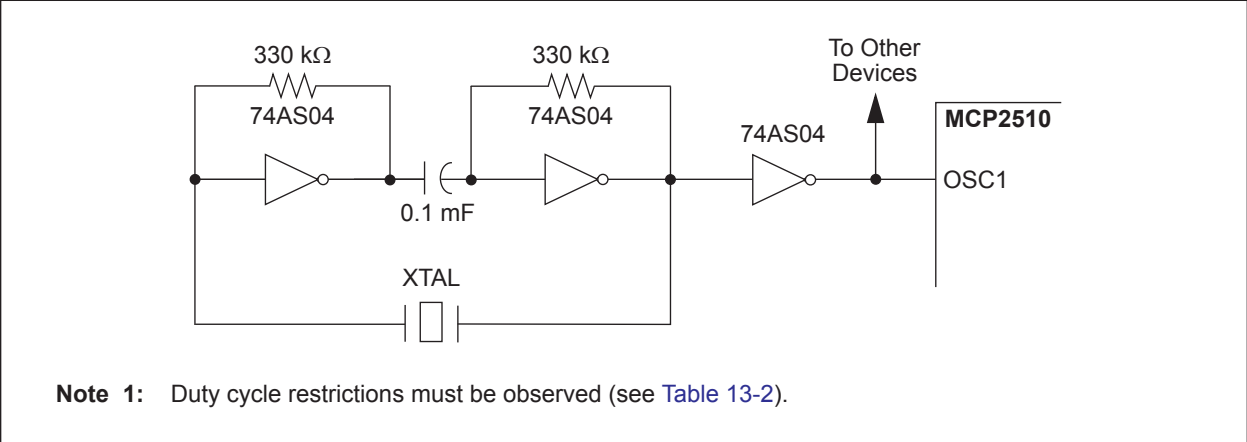 330 kΩ
330 kΩ
To Other
Devices
74AS04
74AS04
74AS04
MCP2510
OSC1
0.1 mF
XTAL
Note 1: Duty cycle restrictions must be observed (see Table 13-2).